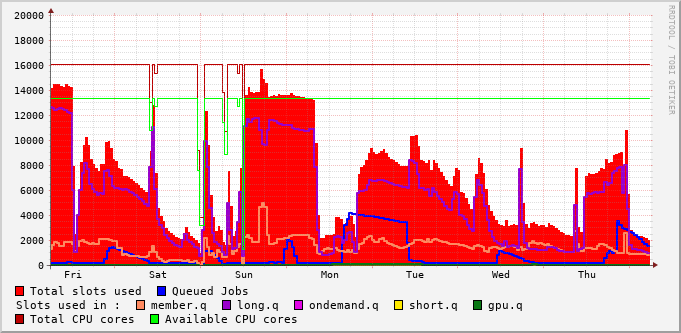 20000
18000
16000
14000
12000
10000
8000
6000
4000
2000
0
Fri Sat Sun Mon Tue Wed Thu
Total slots used Queued Jobs
Slots used in : member.q long.q ondemand.q short.q gpu.q
Total CPU cores Available CPU cores
RRDTOOL / TOBI OETIKER